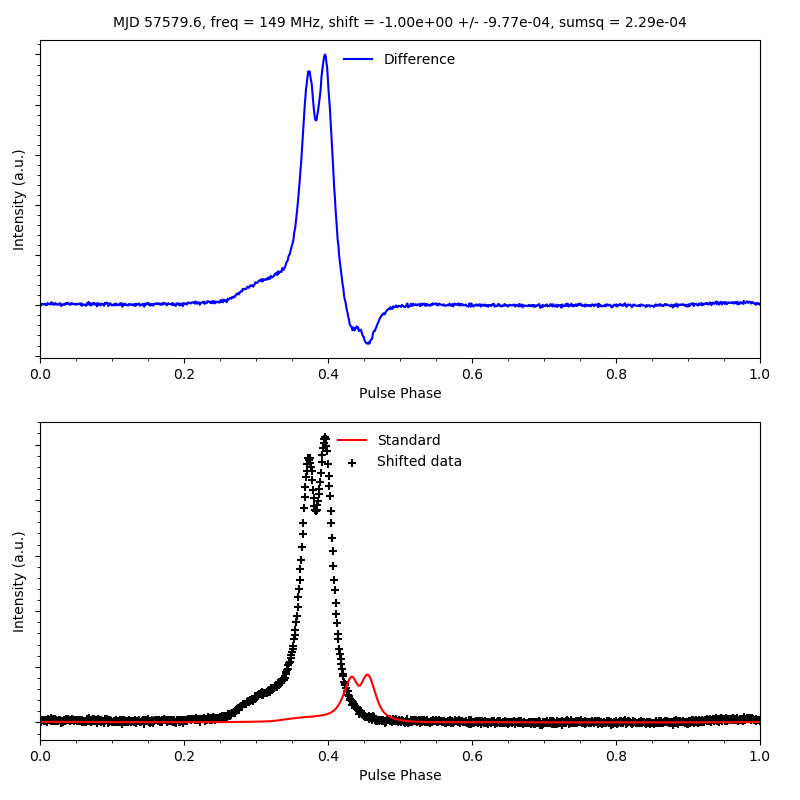 MJD 57579.6, freq = 149 MHz, shift = -1.00e+00 +/- -9.77e-04, sumsq = 2.29e-04
Difference
Intensity (a.u.)
0.0 0.2 0.4 0.6 0.8 1.0
Pulse Phase
Standard
Shifted data
Intensity (a.u.)
0.0 0.2 0.4 0.6 0.8 1.0
Pulse Phase